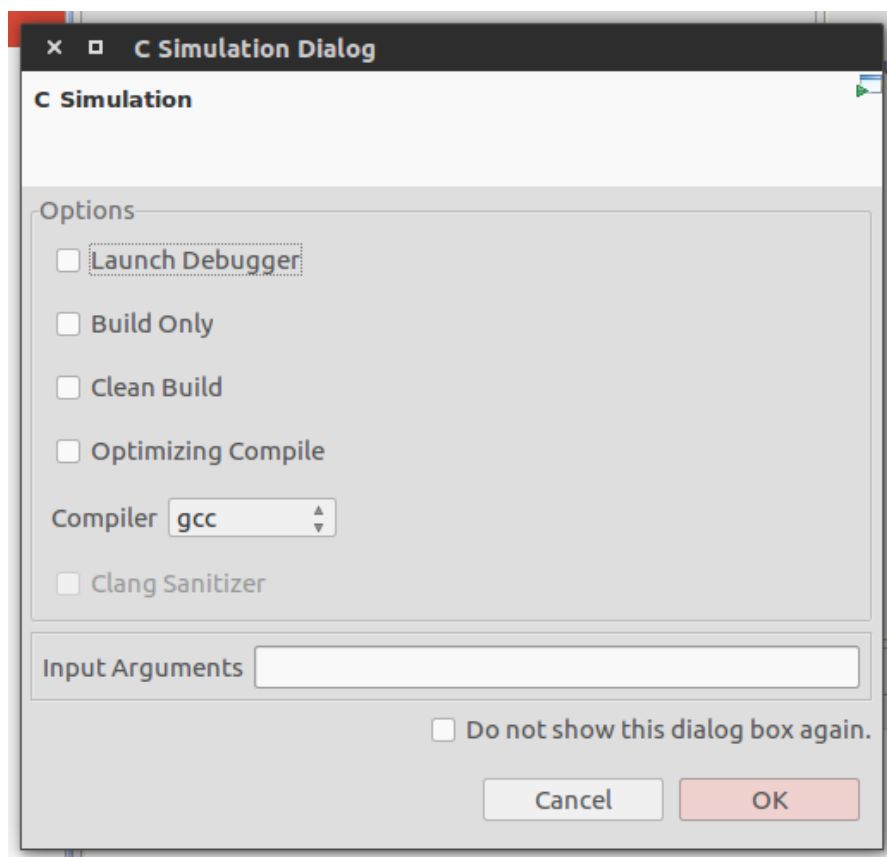 C Simulation Dialog
C Simulation
Options
Launch Debugger
Build Only
Clean Build
Optimizing Compile
Compiler gcc
Clang Sanitizer
Input Arguments
Do not show this dialog box again.
Cancel OK